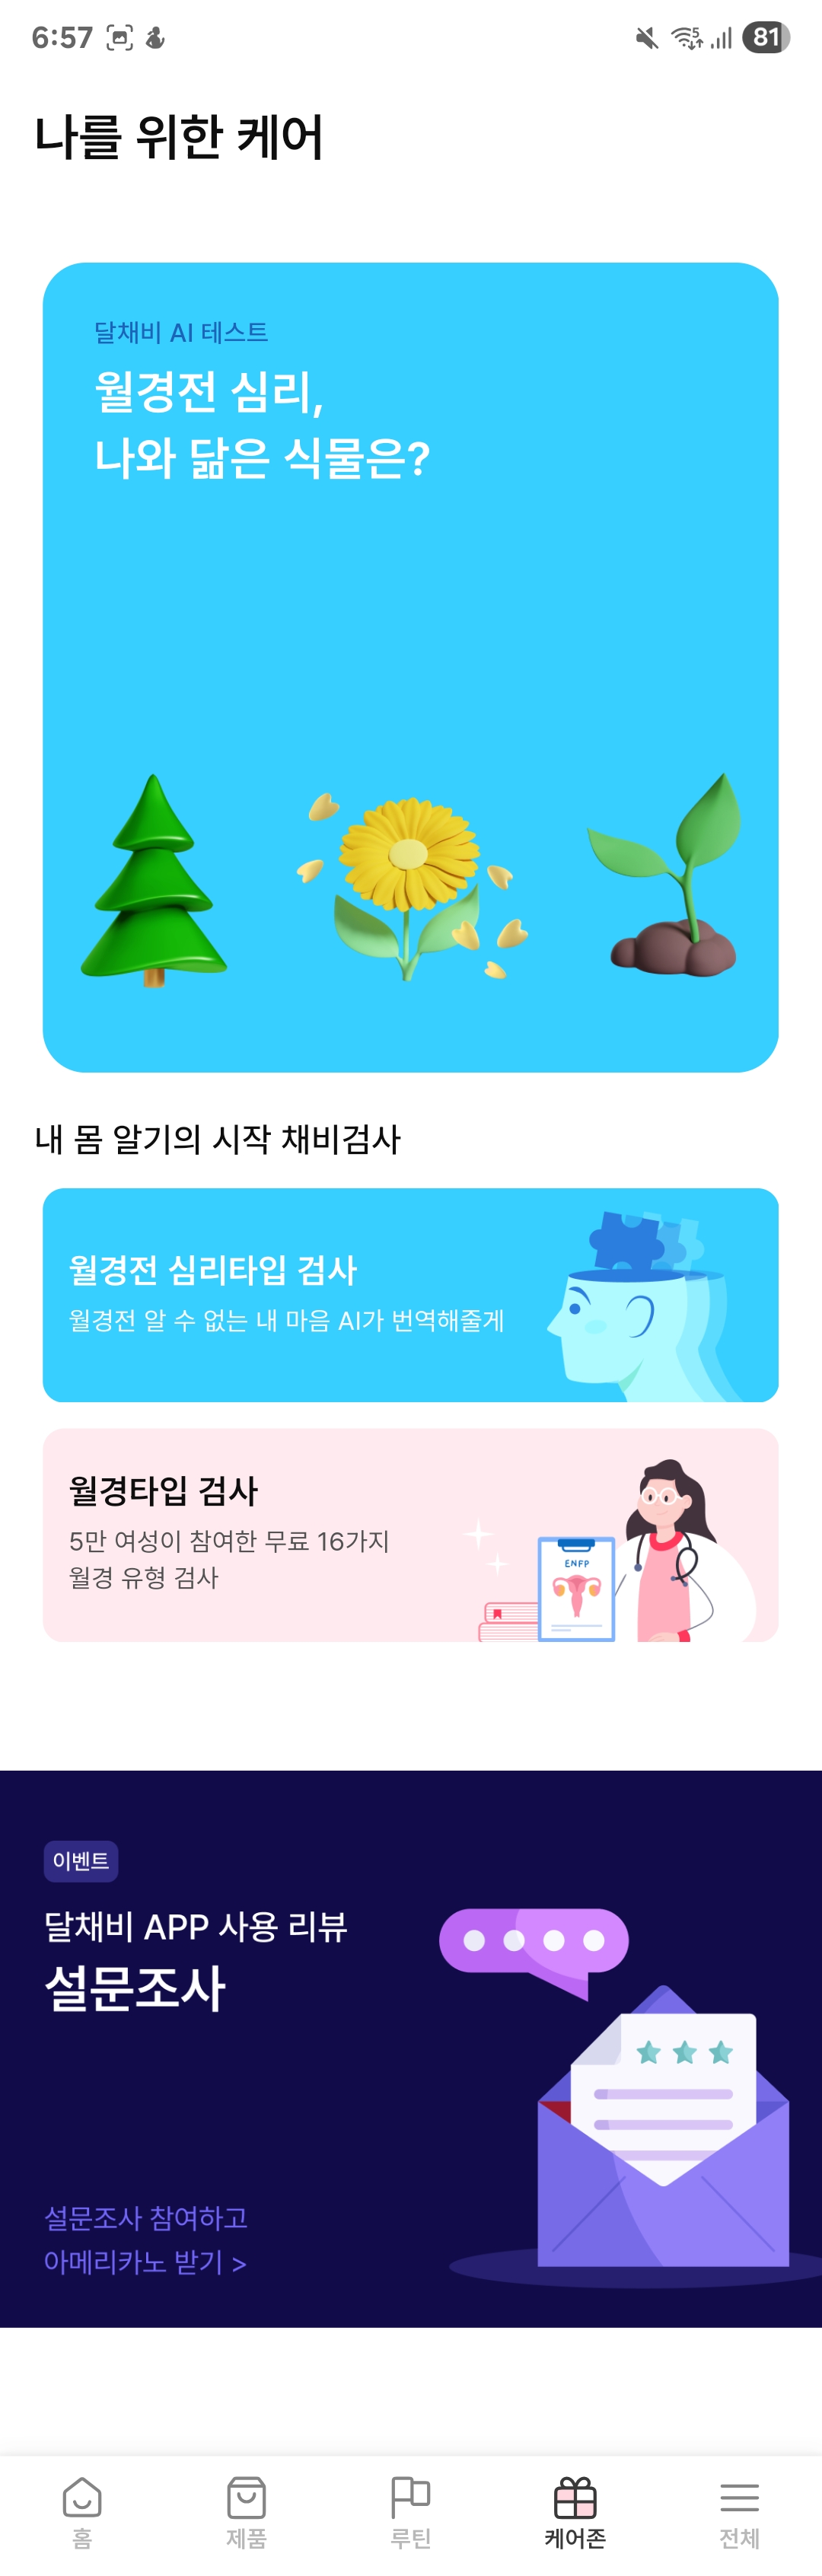 6:57
5
81
나를 위한 케어
달채비 AI 테스트
월경전 심리,
나와 닮은 식물은?
내 몸 알기의 시작 채비검사
월경전 심리타입 검사
월경전 알 수 없는 내 마음 AI가 번역해줄게
월경타입 검사
5만 여성이 참여한 무료 16가지
월경 유형 검사
ENFP
이벤트
달채비 APP 사용 리뷰
설문조사
설문조사 참여하고
아메리카노 받기 >
홈
제품
루틴
케어존
전체